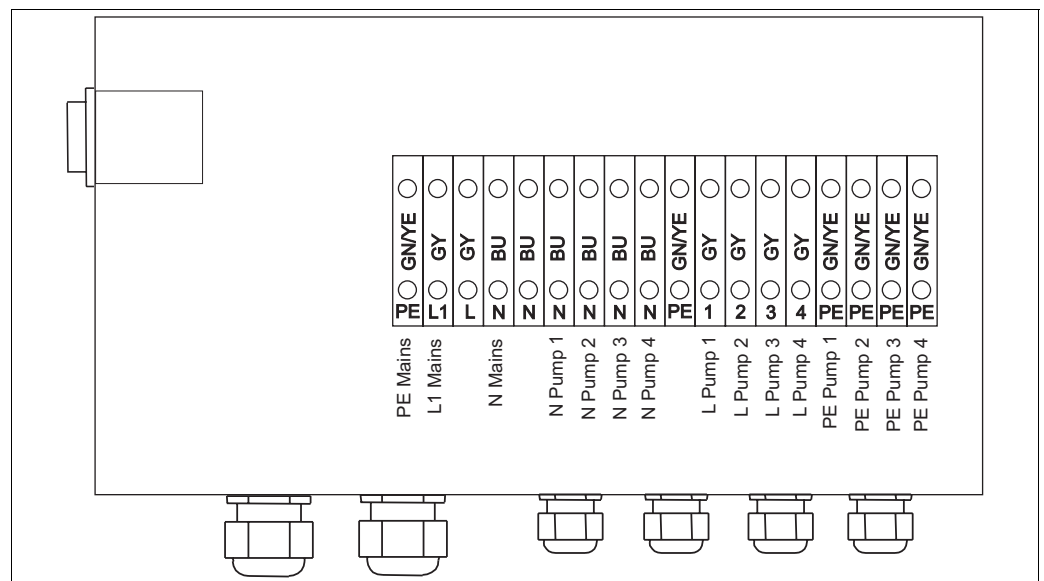 GN/YE GY GY BU BU BU BU BU BU GN/YE GY GY GY GY GN/YE GN/YE GN/YE GN/YE
PE L1 L N N N N N N PE 1 2 3 4 PE PE PE PE
PE Mains
L1 Mains
N Mains
N Pump 1
N Pump 2
N Pump 3
N Pump 4
L Pump 1
L Pump 2
L Pump 3
L Pump 4
PE Pump 1
PE Pump 2
PE Pump 3
PE Pump 4